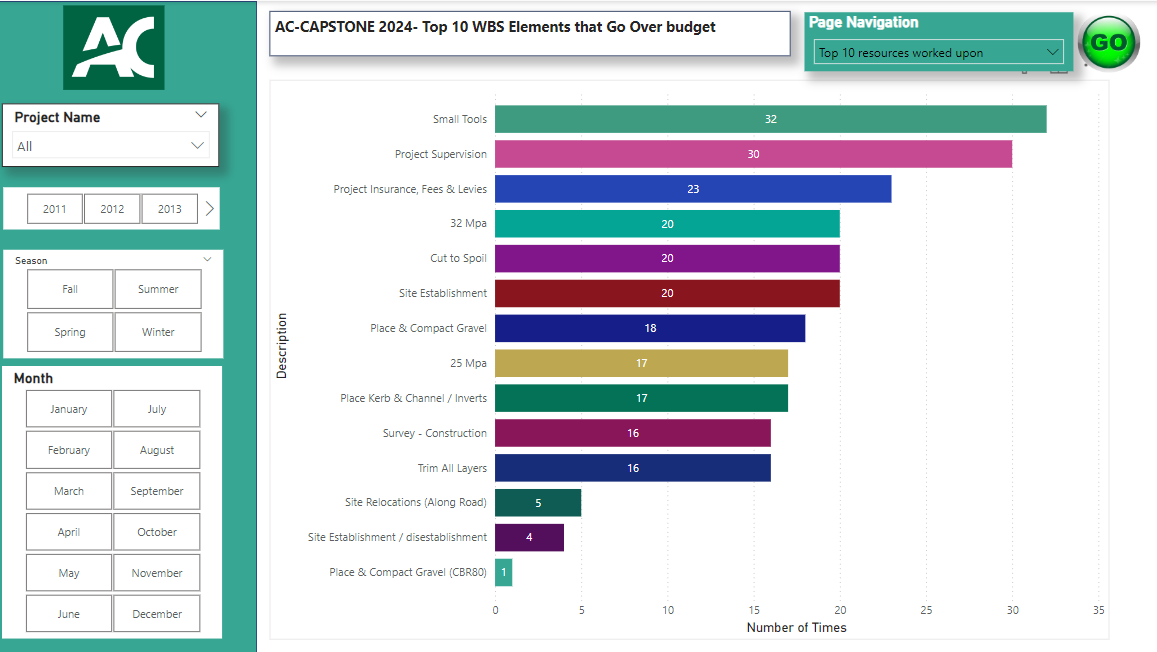 AC
Project Name
All
2011 2012 2013
Season
Fall Summer
Spring Winter
Month
January July
February August
March September
April October
May November
June December
AC-CAPSTONE 2024- Top 10 WBS Elements that Go Over budget
Page Navigation
Top 10 resources worked upon
GO
Description
Small Tools 32
Project Supervision 30
Project Insurance, Fees & Levies 23
32 Mpa 20
Cut to Spoil 20
Site Establishment 20
Place & Compact Gravel 18
25 Mpa 17
Place Kerb & Channel / Inverts 17
Survey - Construction 16
Trim All Layers 16
Site Relocations (Along Road) 5
Site Establishment / disestablishment 4
Place & Compact Gravel (CBR80) 1
0 5 10 15 20 25 30 35
Number of Times